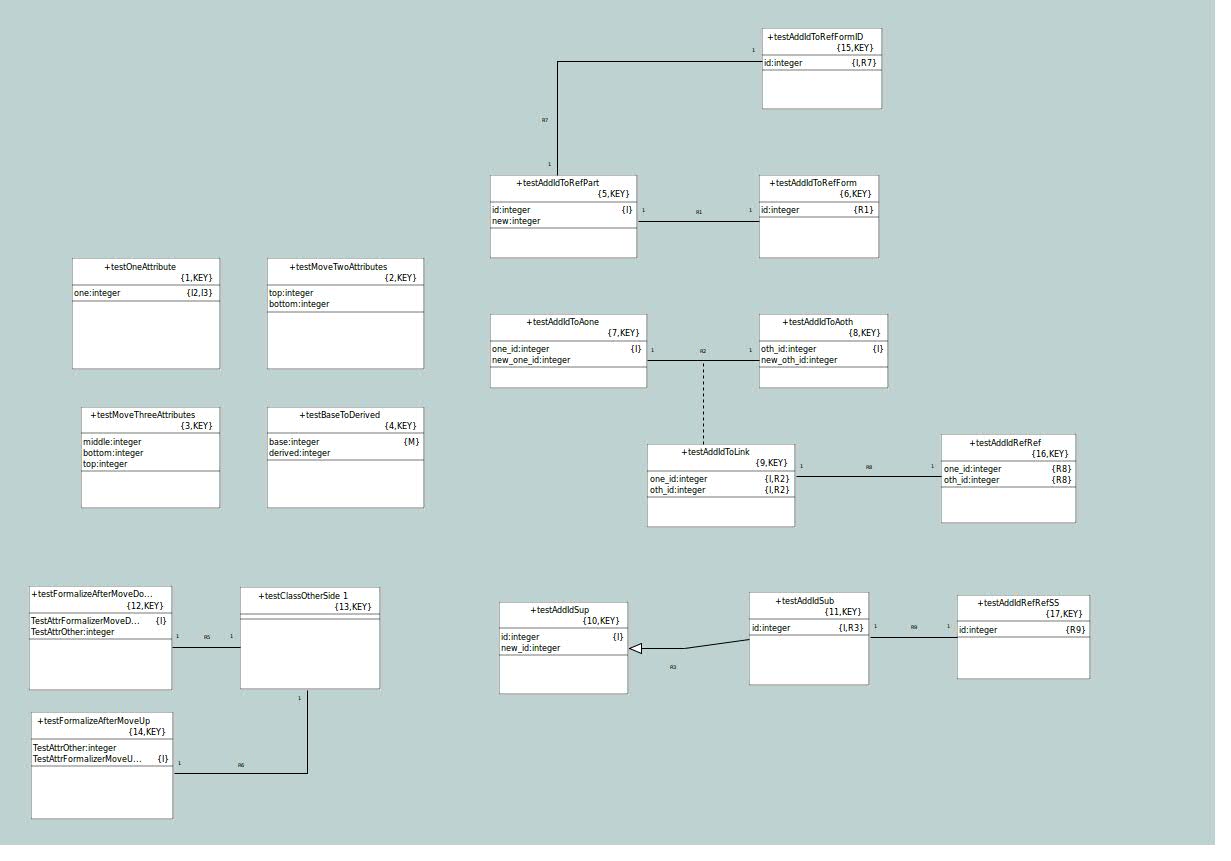 +testAddIdToRefFormID
{15,KEY}
id:integer {I,R7}
1
R7
1
+testAddIdToRefPart
{5,KEY}
id:integer {I}
new:integer
1
R1
1
+testAddIdToRefForm
{6,KEY}
id:integer {R1}
+testOneAttribute
{1,KEY}
one:integer {I2,I3}
+testMoveTwoAttributes
{2,KEY}
top:integer
bottom:integer
+testAddIdToAone
{7,KEY}
one_id:integer {I}
new_one_id:integer
1
R2
1
+testAddIdToAoth
{8,KEY}
oth_id:integer {I}
new_oth_id:integer
+testMoveThreeAttributes
{3,KEY}
middle:integer
bottom:integer
top:integer
+testBaseToDerived
{4,KEY}
base:integer {M}
derived:integer
+testAddIdToLink
{9,KEY}
one_id:integer {I,R2}
oth_id:integer {I,R2}
1
R8
1
+testAddIdRefRef
{16,KEY}
one_id:integer {R8}
oth_id:integer {R8}
+testFormalizeAfterMoveDo...
{12,KEY}
TestAttrFormalizerMoveD... {I}
TestAttrOther:integer
1
R5
1
+testClassOtherSide 1
{13,KEY}
1
+testFormalizeAfterMoveUp
{14,KEY}
TestAttrOther:integer
TestAttrFormalizerMoveU... {I}
1
R6
+testAddIdSup
{10,KEY}
id:integer {I}
new_id:integer
R3
+testAddIdSub
{11,KEY}
id:integer {I,R3}
1
R9
1
+testAddIdRefRefSS
{17,KEY}
id:integer {R9}